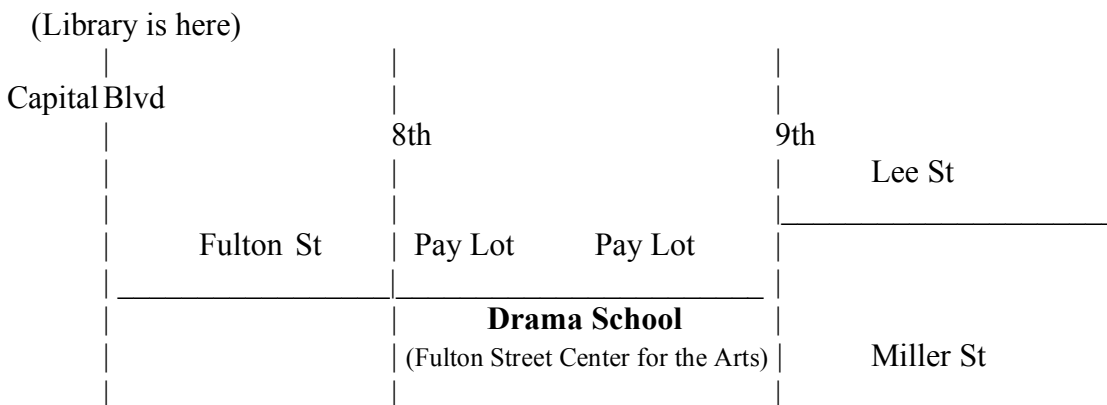 (Library is here)
Capital Blvd
8th
9th
Lee St
Fulton St
Pay Lot
Pay Lot
Drama School
(Fulton Street Center for the Arts)
Miller St